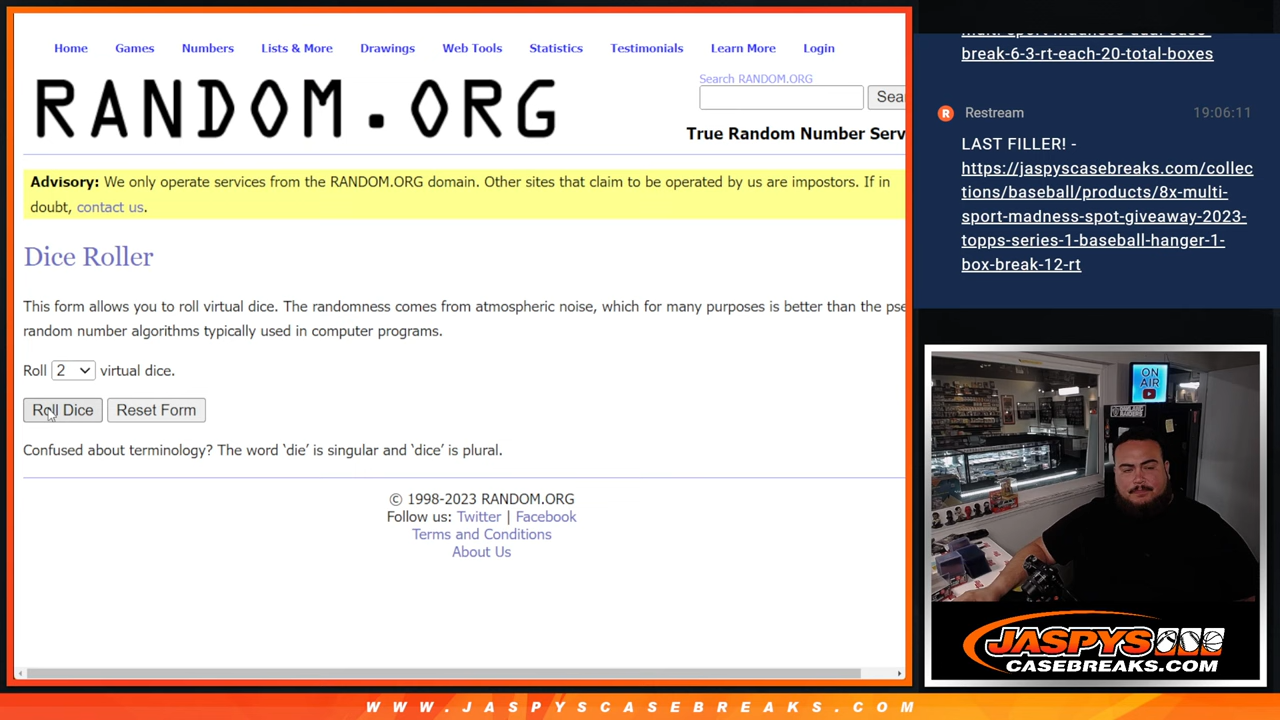 Home Games Numbers Lists & More Drawings Web Tools Statistics Testimonials Learn More Login
RANDOM.ORG
Search RANDOM.ORG
Sea
True Random Number Serv
Advisory: We only operate services from the RANDOM.ORG domain. Other sites that claim to be operated by us are impostors. If in
doubt, contact us.
Dice Roller
This form allows you to roll virtual dice. The randomness comes from atmospheric noise, which for many purposes is better than the pse
random number algorithms typically used in computer programs.
Roll 2 virtual dice.
Roll Dice Reset Form
Confused about terminology? The word ‘die’ is singular and ‘dice’ is plural.
© 1998-2023 RANDOM.ORG
Follow us: Twitter | Facebook
Terms and Conditions
About Us
break-6-3-rt-each-20-total-boxes
R Restream 19:06:11
LAST FILLER! -
https://jaspyscasebreaks.com/collec
tions/baseball/products/8x-multi-
sport-madness-spot-giveaway-2023-
topps-series-1-baseball-hanger-1-
box-break-12-rt
ON
AIR
JASPYS
CASEBREAKS.COM
WWW.JASPYSCASEBREAKS.COM